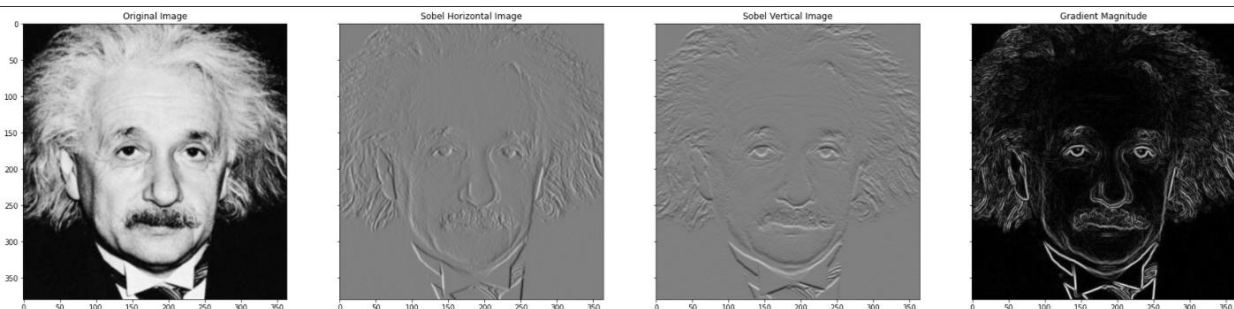 Original Image
Sobel Horizontal Image
Sobel Vertical Image
Gradient Magnitude
0
50
100
150
200
250
300
350
0 50 100 150 200 250 300 350
0 50 100 150 200 250 300 350
0 50 100 150 200 250 300 350
0 50 100 150 200 250 300 350